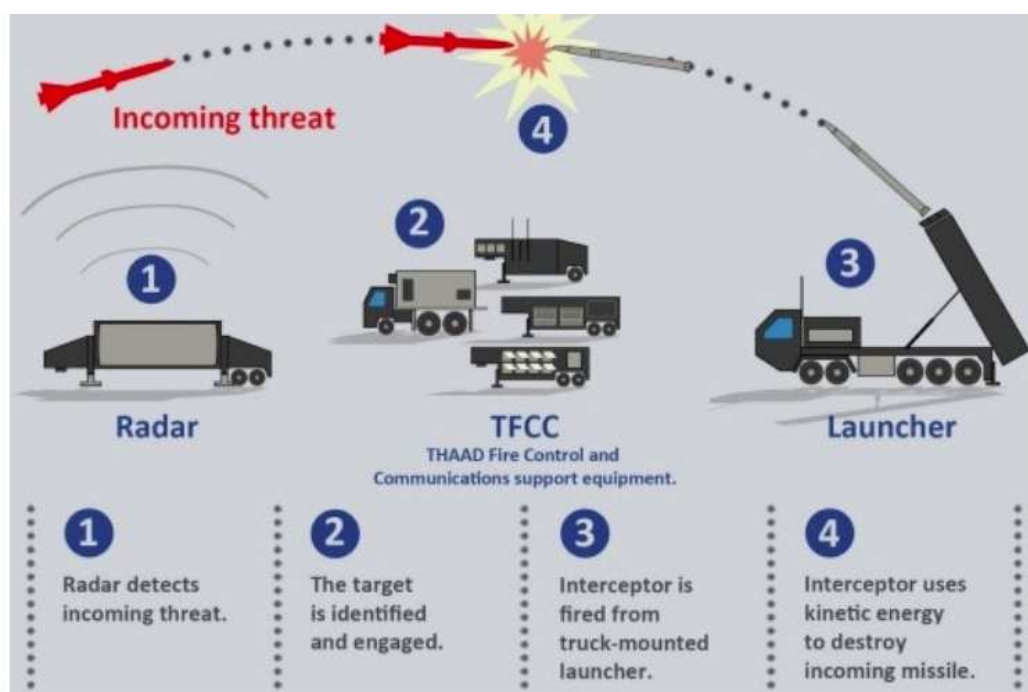 Incoming threat
4
1
2
3
Radar
TFCC
THAAD Fire Control and
Communications support equipment.
Launcher
1
Radar detects
incoming threat.
2
The target
is identified
and engaged.
3
Interceptor is
fired from
truck-mounted
launcher.
4
Interceptor uses
kinetic energy
to destroy
incoming missile.